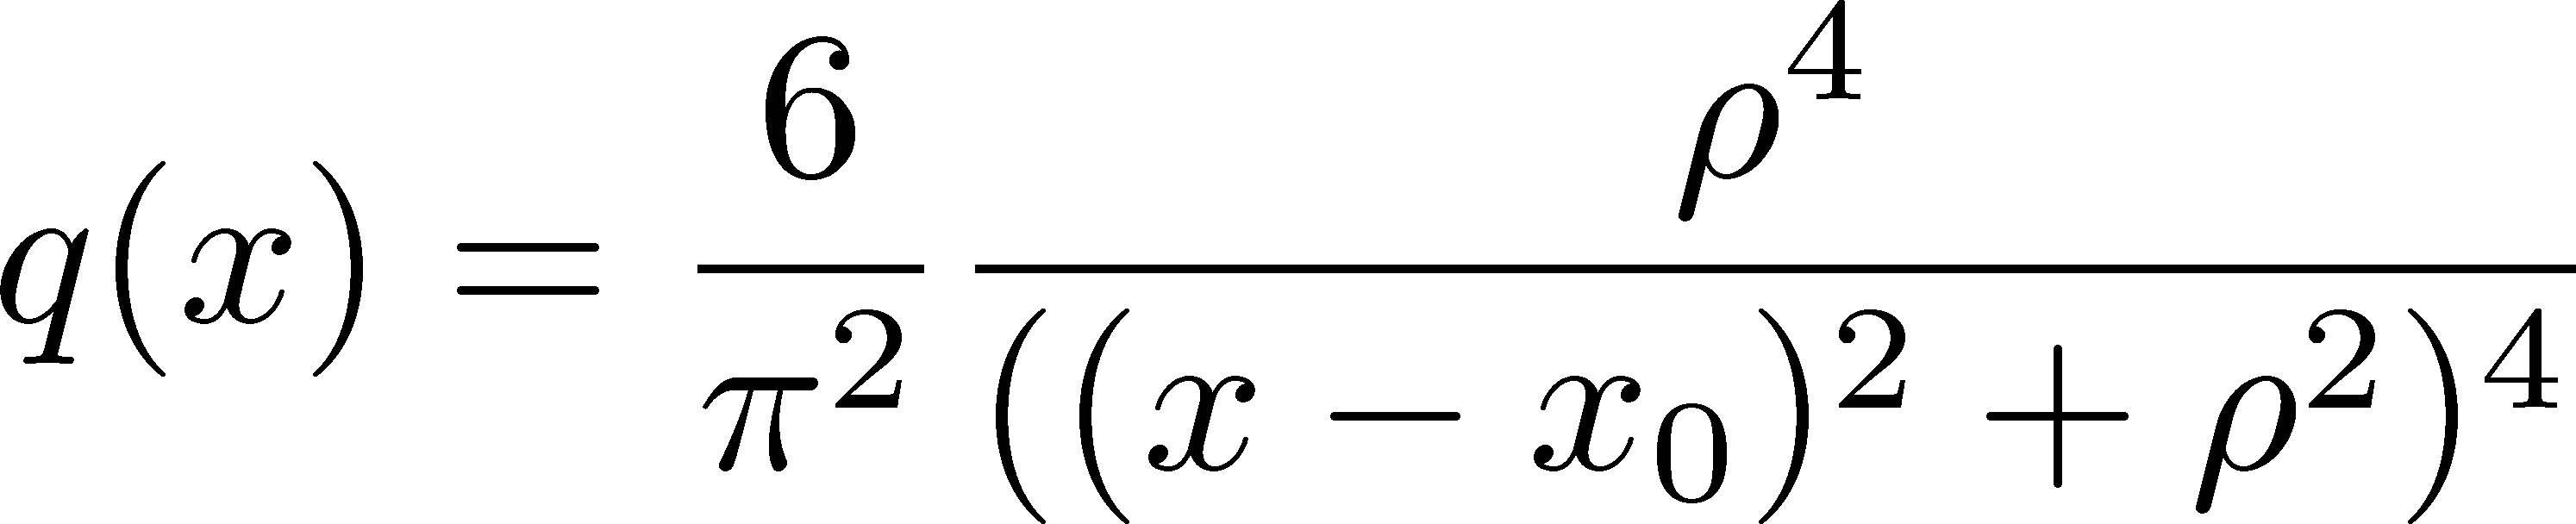 q(x) = \frac{6}{\pi^2} \frac{\rho^4}{((x - x_0)^2 + \rho^2)^4}